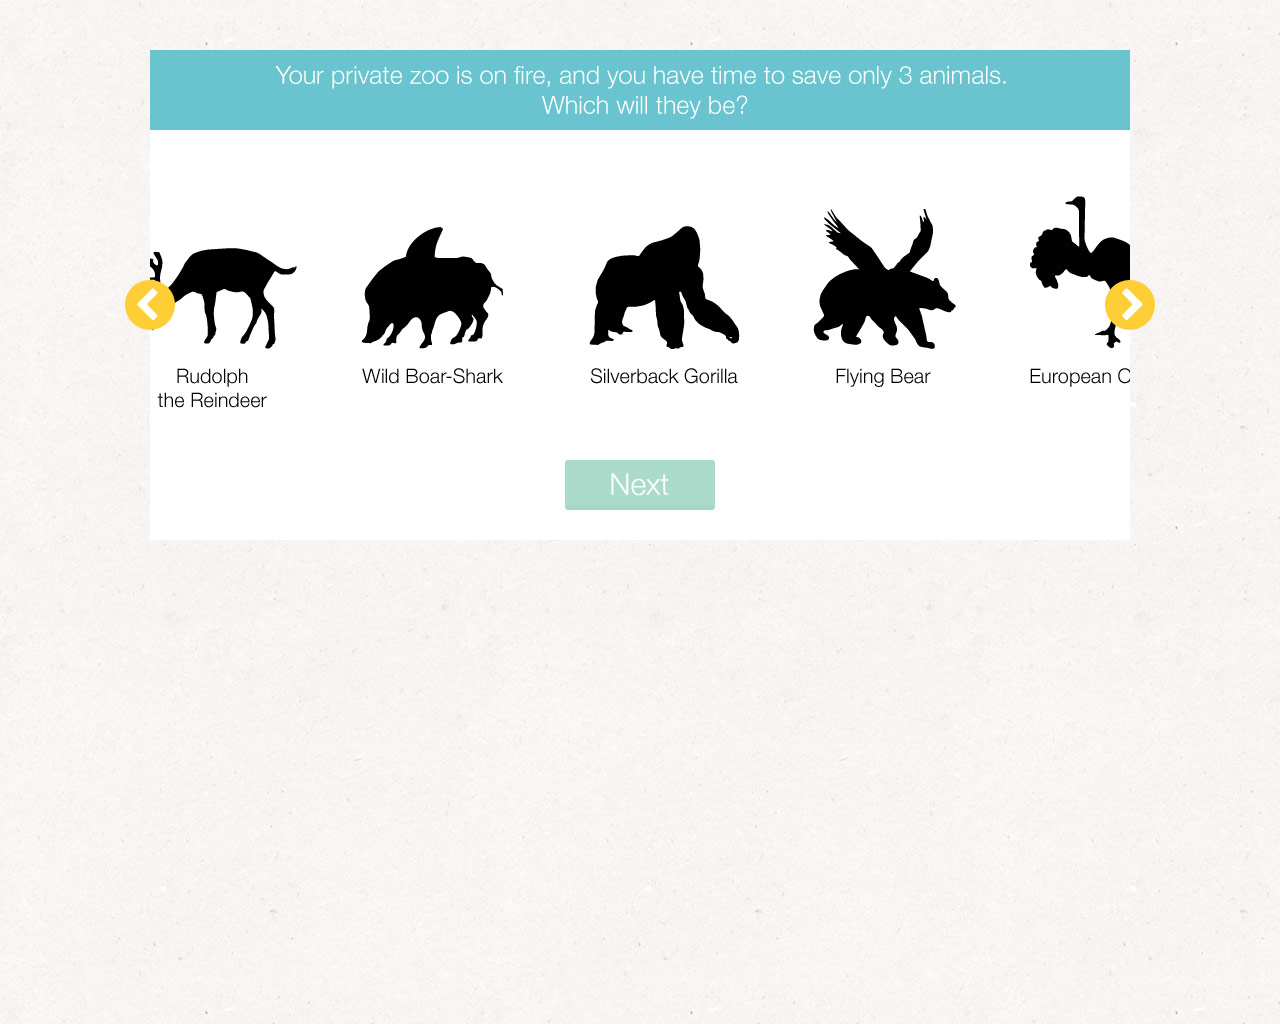 Your private zoo is on fire, and you have time to save only 3 animals.
Which will they be?
Rudolph
the Reindeer
Wild Boar-Shark
Silverback Gorilla
Flying Bear
European
Next